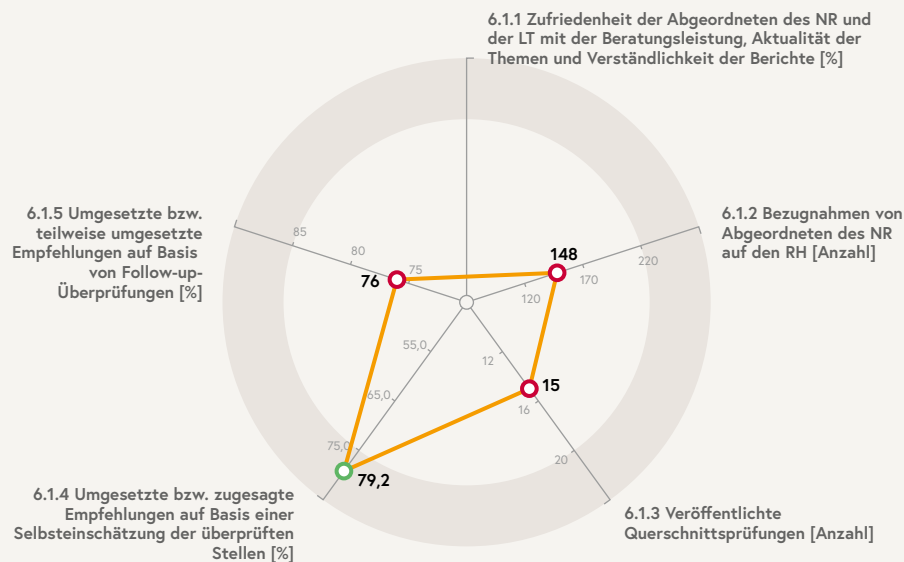 6.1.1 Zufriedenheit der Abgeordneten des NR und
der LT mit der Beratungsleistung, Aktualität der
Themen und Verständlichkeit der Berichte [%]
6.1.5 Umgesetzte bzw.
teilweise umgesetzte
Empfehlungen auf Basis
von Follow-up-
Überprüfungen [%]
85
80
75
76
148
170
220
120
6.1.2 Bezugnahmen von
Abgeordneten des NR
auf den RH [Anzahl]
55,0
65,0
75,0
79,2
12
15
16
20
6.1.4 Umgesetzte bzw. zugesagte
Empfehlungen auf Basis einer
Selbsteinschätzung der überprüften
Stellen [%]
6.1.3 Veröffentlichte
Querschnittsprüfungen [Anzahl]